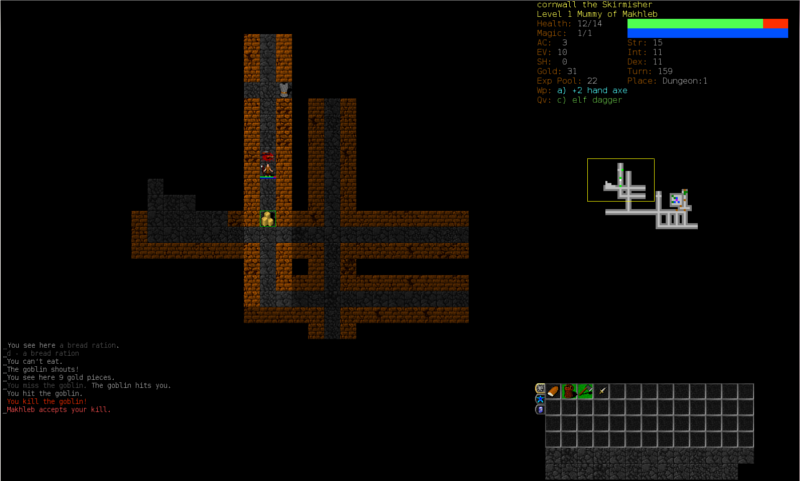 cornwall the Skirmisher
Level 1 Mummy of Makhleb
Health: 12/14
Magic: 1/1
AC: 3 Str: 15
EV: 10 Int: 11
SH: 0 Dex: 11
Gold: 31 Turn: 159
Exp Pool: 22 Place: Dungeon:1
Wp: a) +2 hand axe
Qv: c) elf dagger
_You see here a bread ration.
_d - a bread ration
_You can't eat.
_The goblin shouts!
_You see here 9 gold pieces.
_You miss the goblin. The goblin hits you.
_You hit the goblin.
You kill the goblin!
_Makhleb accepts your kill.